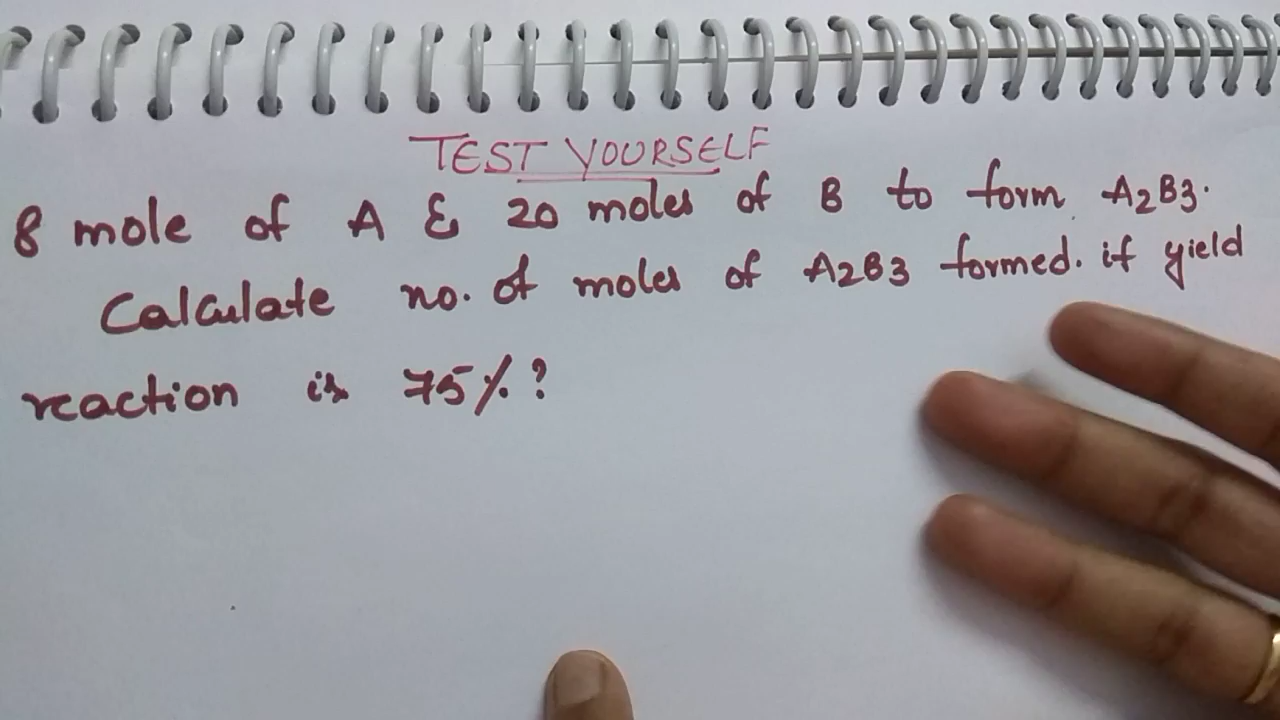 TEST YOURSELF
8 mole of A & 20 moles of B to form A2B3.
Calculate no. of moles of A2B3 formed. if yield
reaction is 75%?